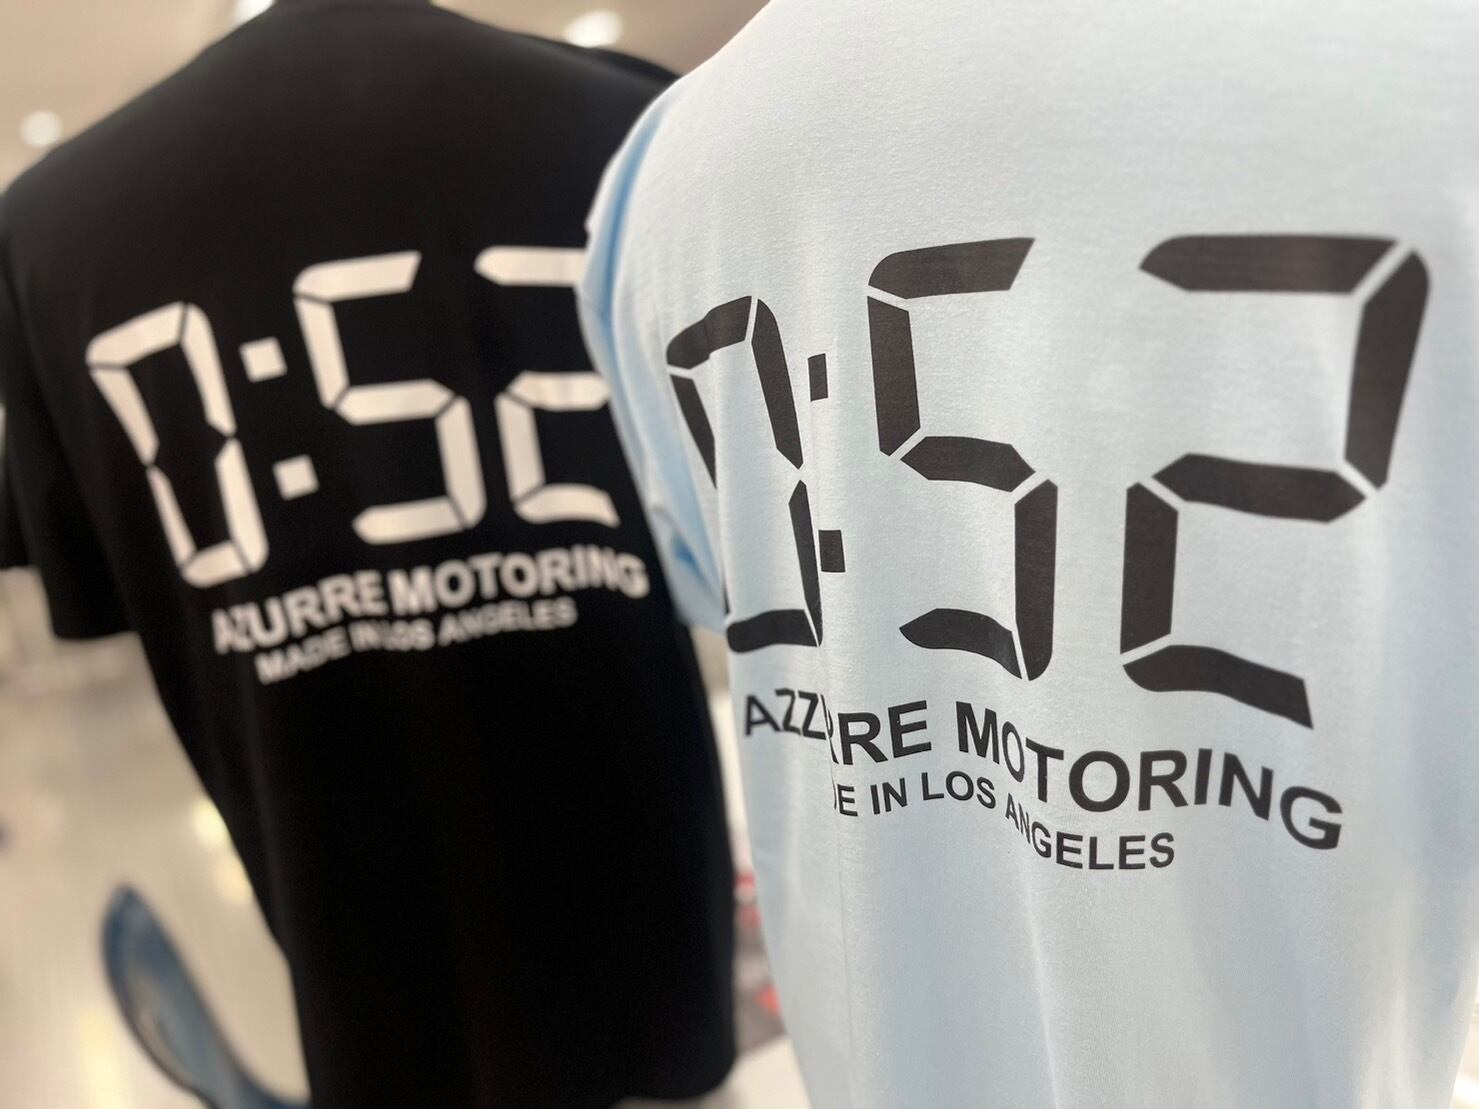 0:52
AZURRE MOTORING
MADE IN LOS ANGELES
0:52
AZZURRE MOTORING
DE IN LOS ANGELES